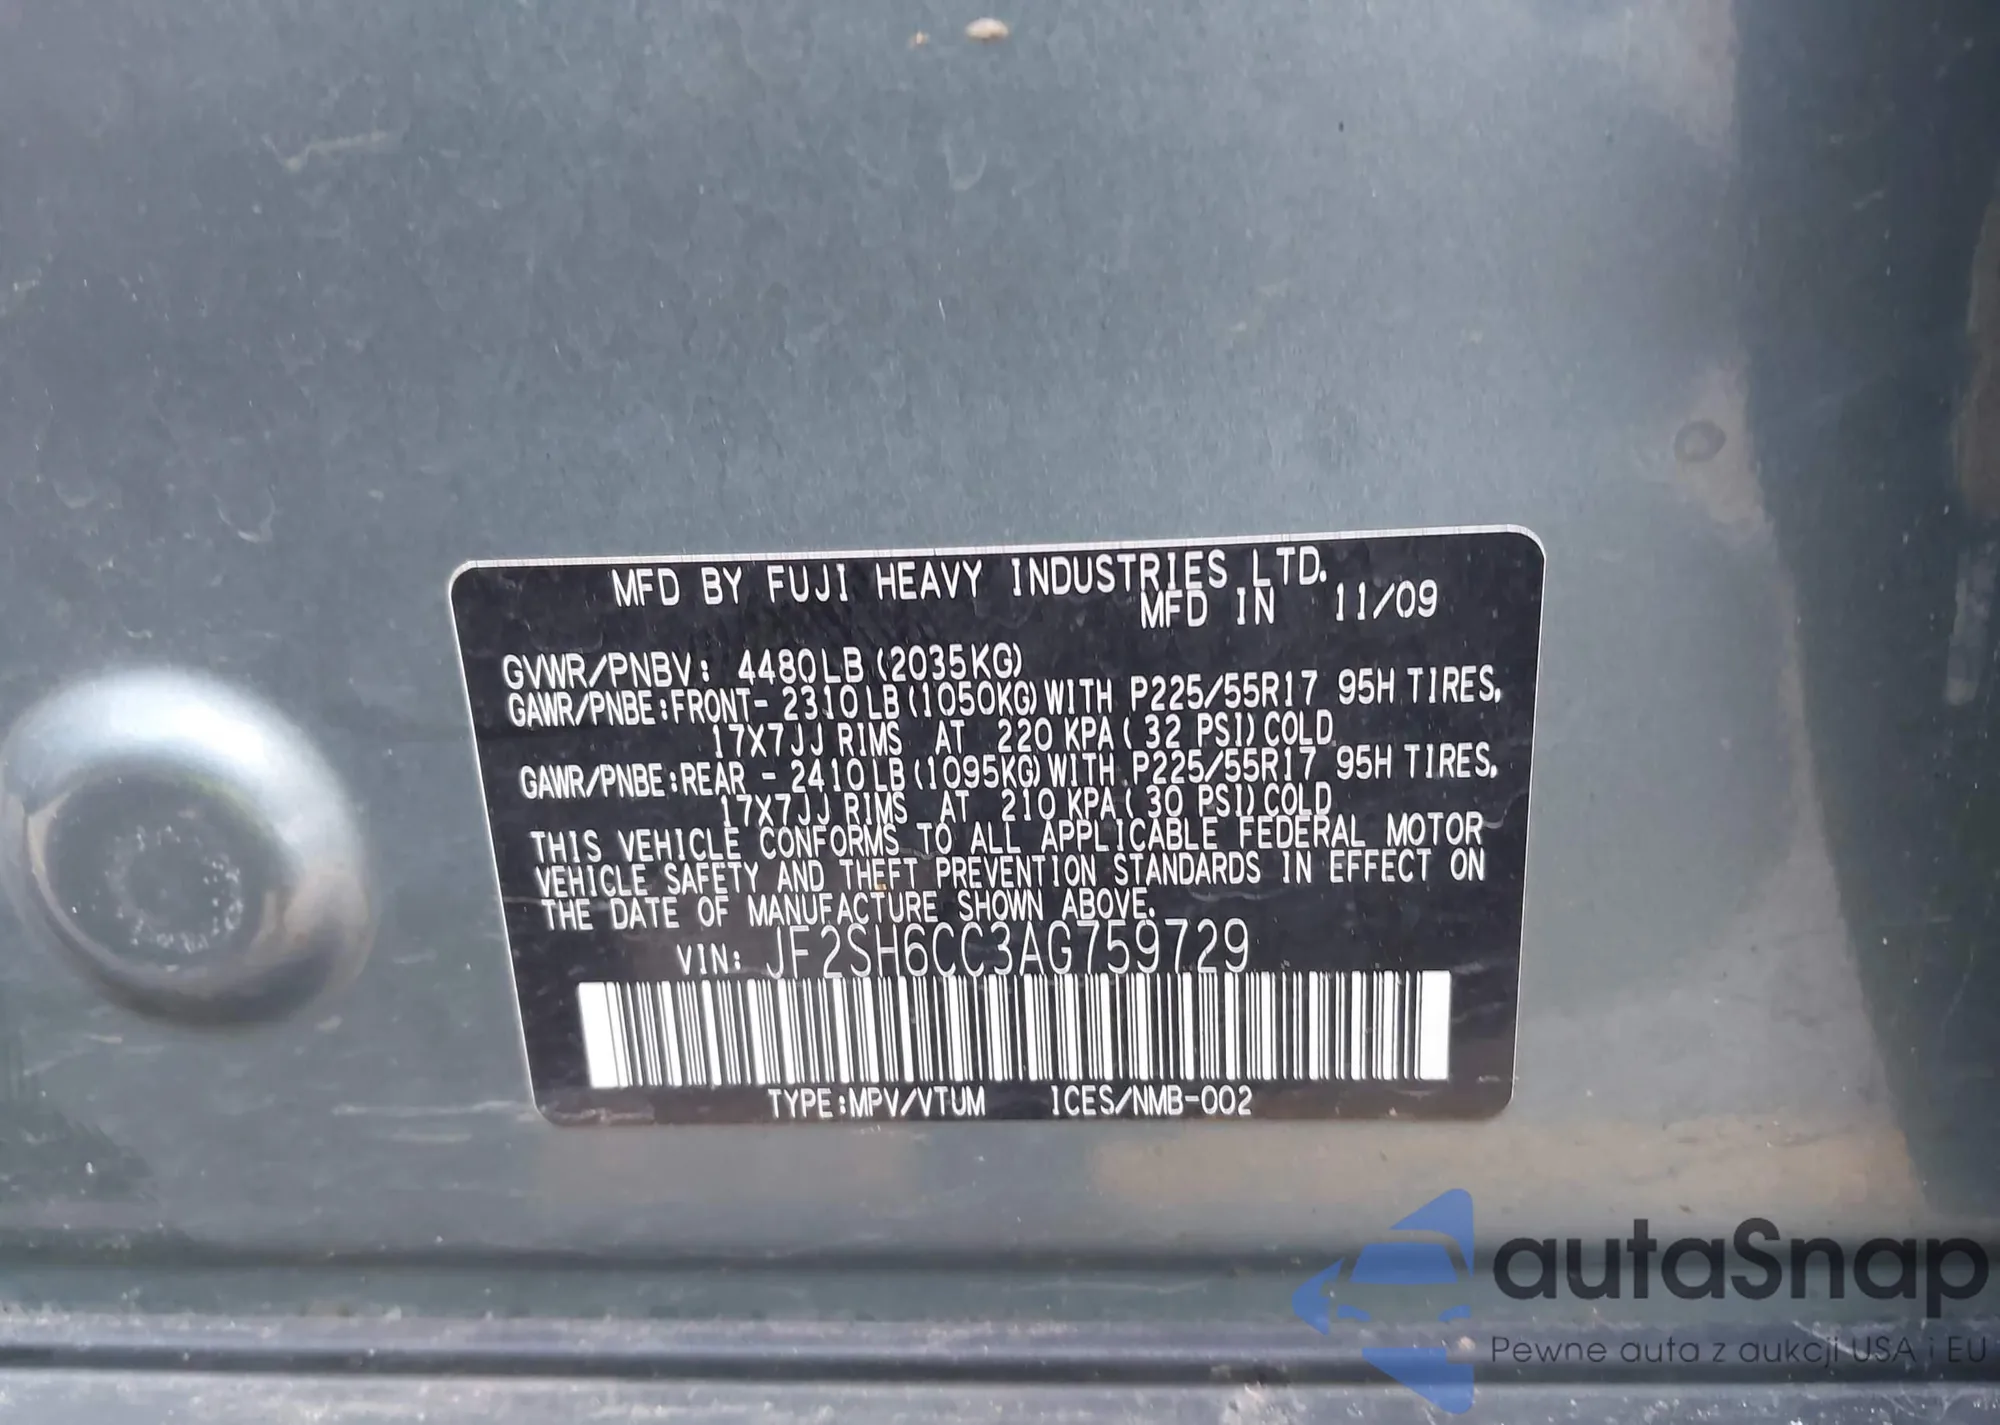 MFD BY FUJI HEAVY INDUSTRIES LTD.
MFD IN 11/09
GVWR/PNBV: 4480LB(2035KG)
GAWR/PNBE:FRONT- 2310LB(1050KG)WITH P225/55R17 95H TIRES,
17X7JJ RIMS AT 220 KPA( 32 PSI)COLD
GAWR/PNBE:REAR - 2410LB(1095KG)WITH P225/55R17 95H TIRES,
17X7JJ RIMS AT 210 KPA( 30 PSI)COLD
THIS VEHICLE CONFORMS TO ALL APPLICABLE FEDERAL MOTOR
VEHICLE SAFETY AND THEFT PREVENTION STANDARDS IN EFFECT ON
THE DATE OF MANUFACTURE SHOWN ABOVE.
VIN: JF2SH6CC3AG759729
TYPE:MPV/VTUM ICES/NMB-002
autaSnap
Pewne auta z aukcji USA i EU